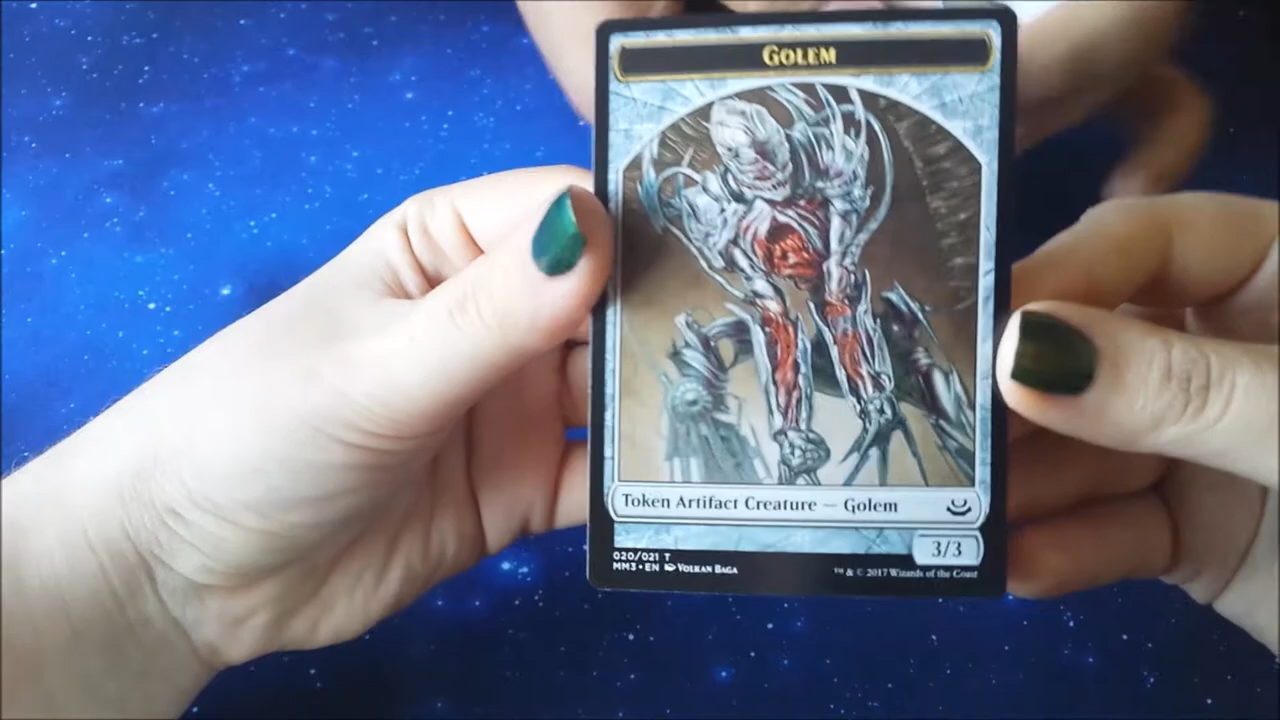 GOLEM
Token Artifact Creature — Golem
3/3
020/021 T
MM3 • EN VOLKAN BAGA
™ & © 2017 Wizards of the Coast